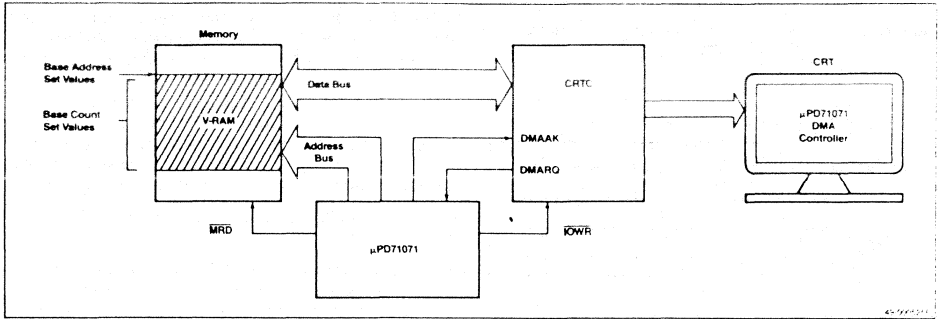 Memory
Base Address
Set Values
Base Count
Set Values
V-RAM
Data Bus
Address
Bus
CRTC
DMAAK
DMARQ
MRD
IOWR
μPD71071
CRT
μPD71071
DMA
Controller